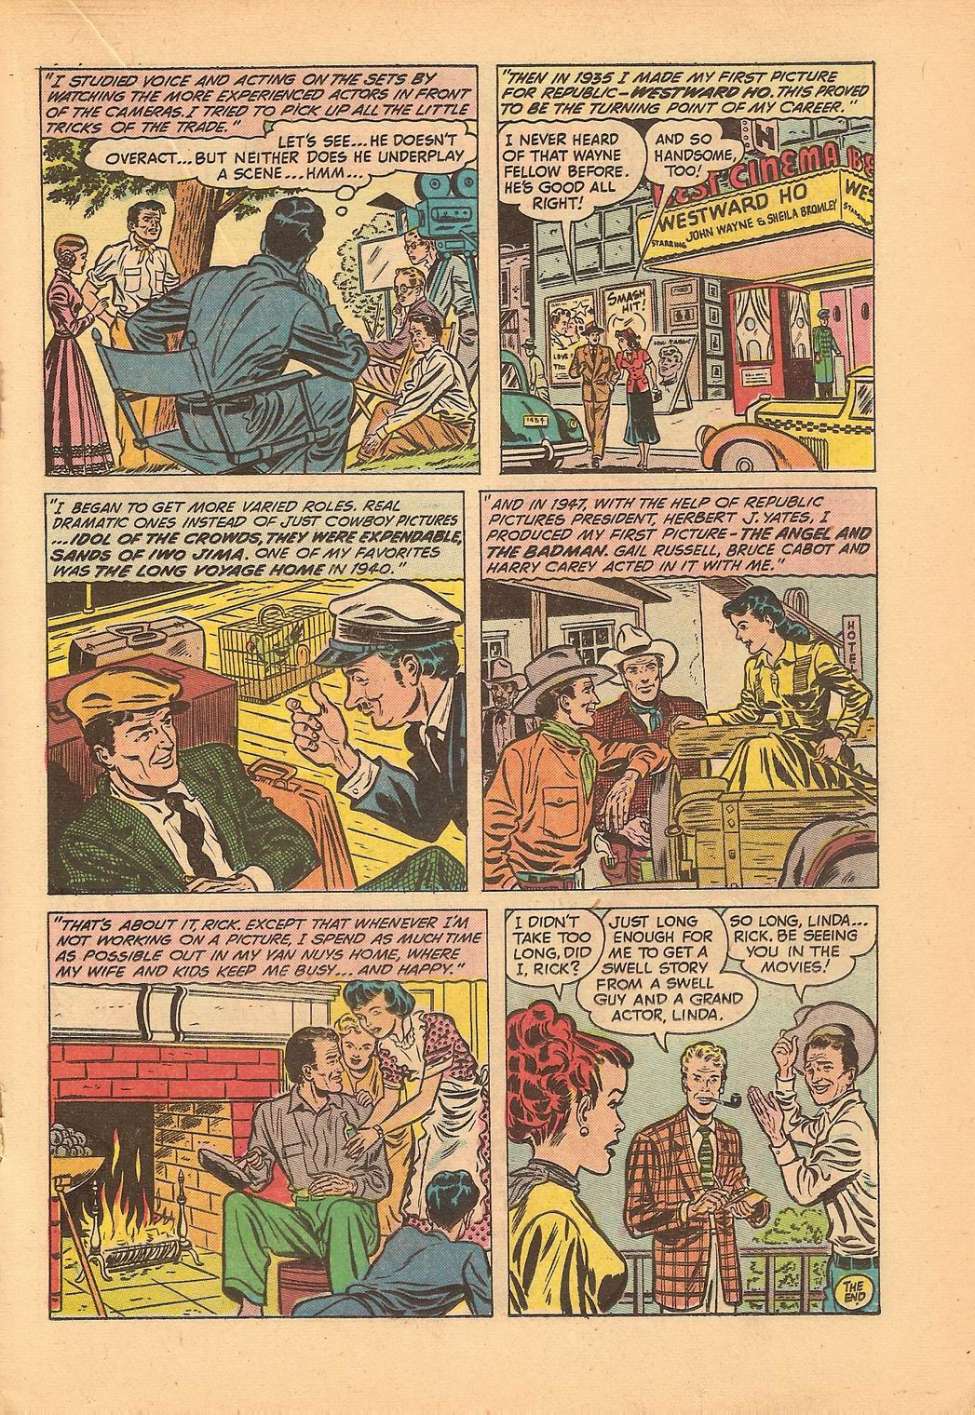 "I STUDIED VOICE AND ACTING ON THE SETS BY
WATCHING THE MORE EXPERIENCED ACTORS IN FRONT
OF THE CAMERAS. I TRIED TO PICK UP ALL THE LITTLE
TRICKS OF THE TRADE."
LET'S SEE...HE DOESN'T
OVERACT...BUT NEITHER DOES HE UNDERPLAY
A SCENE...HMM...
"THEN IN 1935 I MADE MY FIRST PICTURE
FOR REPUBLIC-WESTWARD HO. THIS PROVED
TO BE THE TURNING POINT OF MY CAREER."
I NEVER HEARD
OF THAT WAYNE
FELLOW BEFORE.
HE'S GOOD ALL
RIGHT!
AND SO
HANDSOME,
TOO!
CINEMA
WESTWARD HO
STARRING JOHN WAYNE & SHEILA BROMLEY
WES
STARRING
SMASH
HIT!
LOVE
1934
"I BEGAN TO GET MORE VARIED ROLES. REAL
DRAMATIC ONES INSTEAD OF JUST COWBOY PICTURES
...IDOL OF THE CROWDS, THEY WERE EXPENDABLE,
SANDS OF IWO JIMA. ONE OF MY FAVORITES
WAS THE LONG VOYAGE HOME IN 1940."
"AND IN 1947, WITH THE HELP OF REPUBLIC
PICTURES PRESIDENT, HERBERT J. YATES, I
PRODUCED MY FIRST PICTURE-THE ANGEL AND
THE BADMAN. GAIL RUSSELL, BRUCE CABOT AND
HARRY CAREY ACTED IN IT WITH ME."
HOTEL
"THAT'S ABOUT IT, RICK. EXCEPT THAT WHENEVER I'M
NOT WORKING ON A PICTURE, I SPEND AS MUCH TIME
AS POSSIBLE OUT IN MY VAN NUYS HOME, WHERE
MY WIFE AND KIDS KEEP ME BUSY...AND HAPPY."
I DIDN'T
TAKE TOO
LONG, DID
I, RICK?
JUST LONG
ENOUGH FOR
ME TO GET A
SWELL STORY
FROM A SWELL
GUY AND A GRAND
ACTOR, LINDA.
SO LONG, LINDA...
RICK. BE SEEING
YOU IN THE
MOVIES!
THE
END